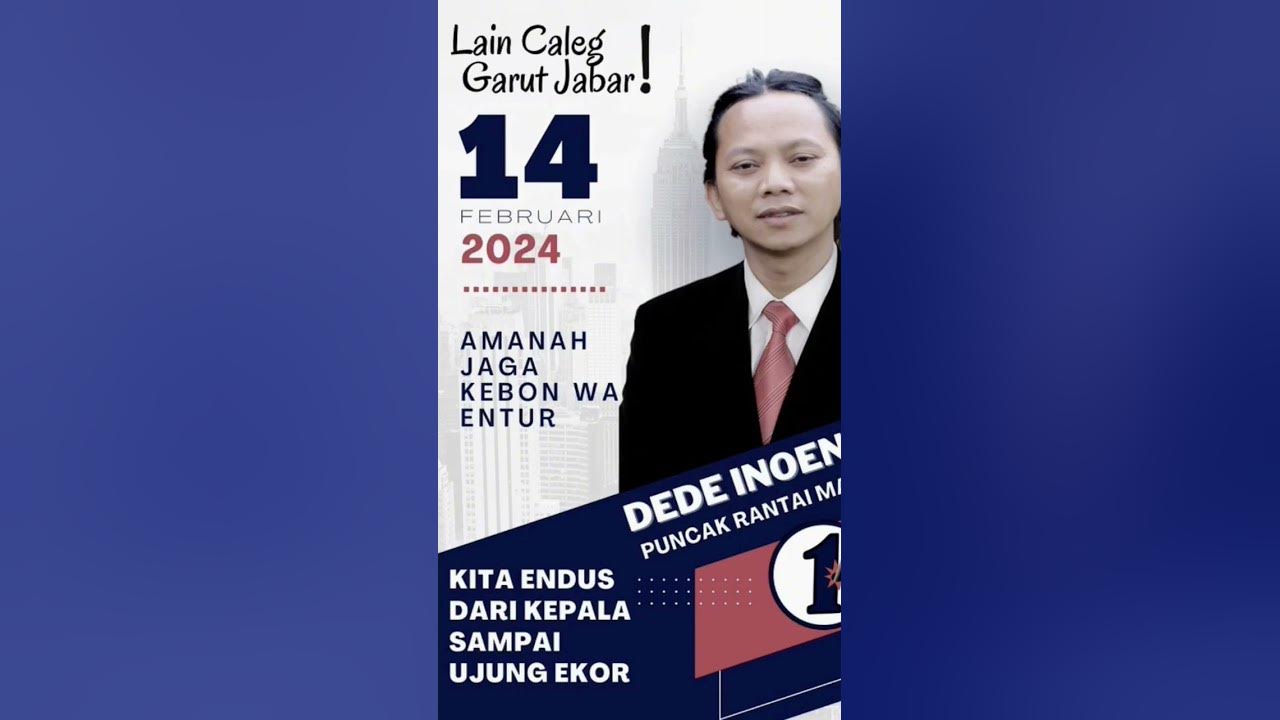 Lain Caleg
Garut Jabar!
14
FEBRUARI
2024
AMANAH
JAGA
KEBON WA
ENTUR
DEDE INOEN
PUNCAK RANTAI MA
KITA ENDUS
DARI KEPALA
SAMPAI
UJUNG EKOR